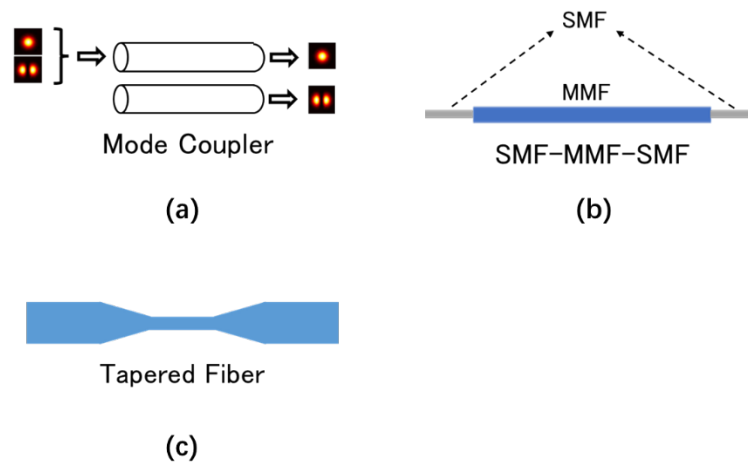 Mode Coupler
(a)
SMF
MMF
SMF-MMF-SMF
(b)
Tapered Fiber
(c)